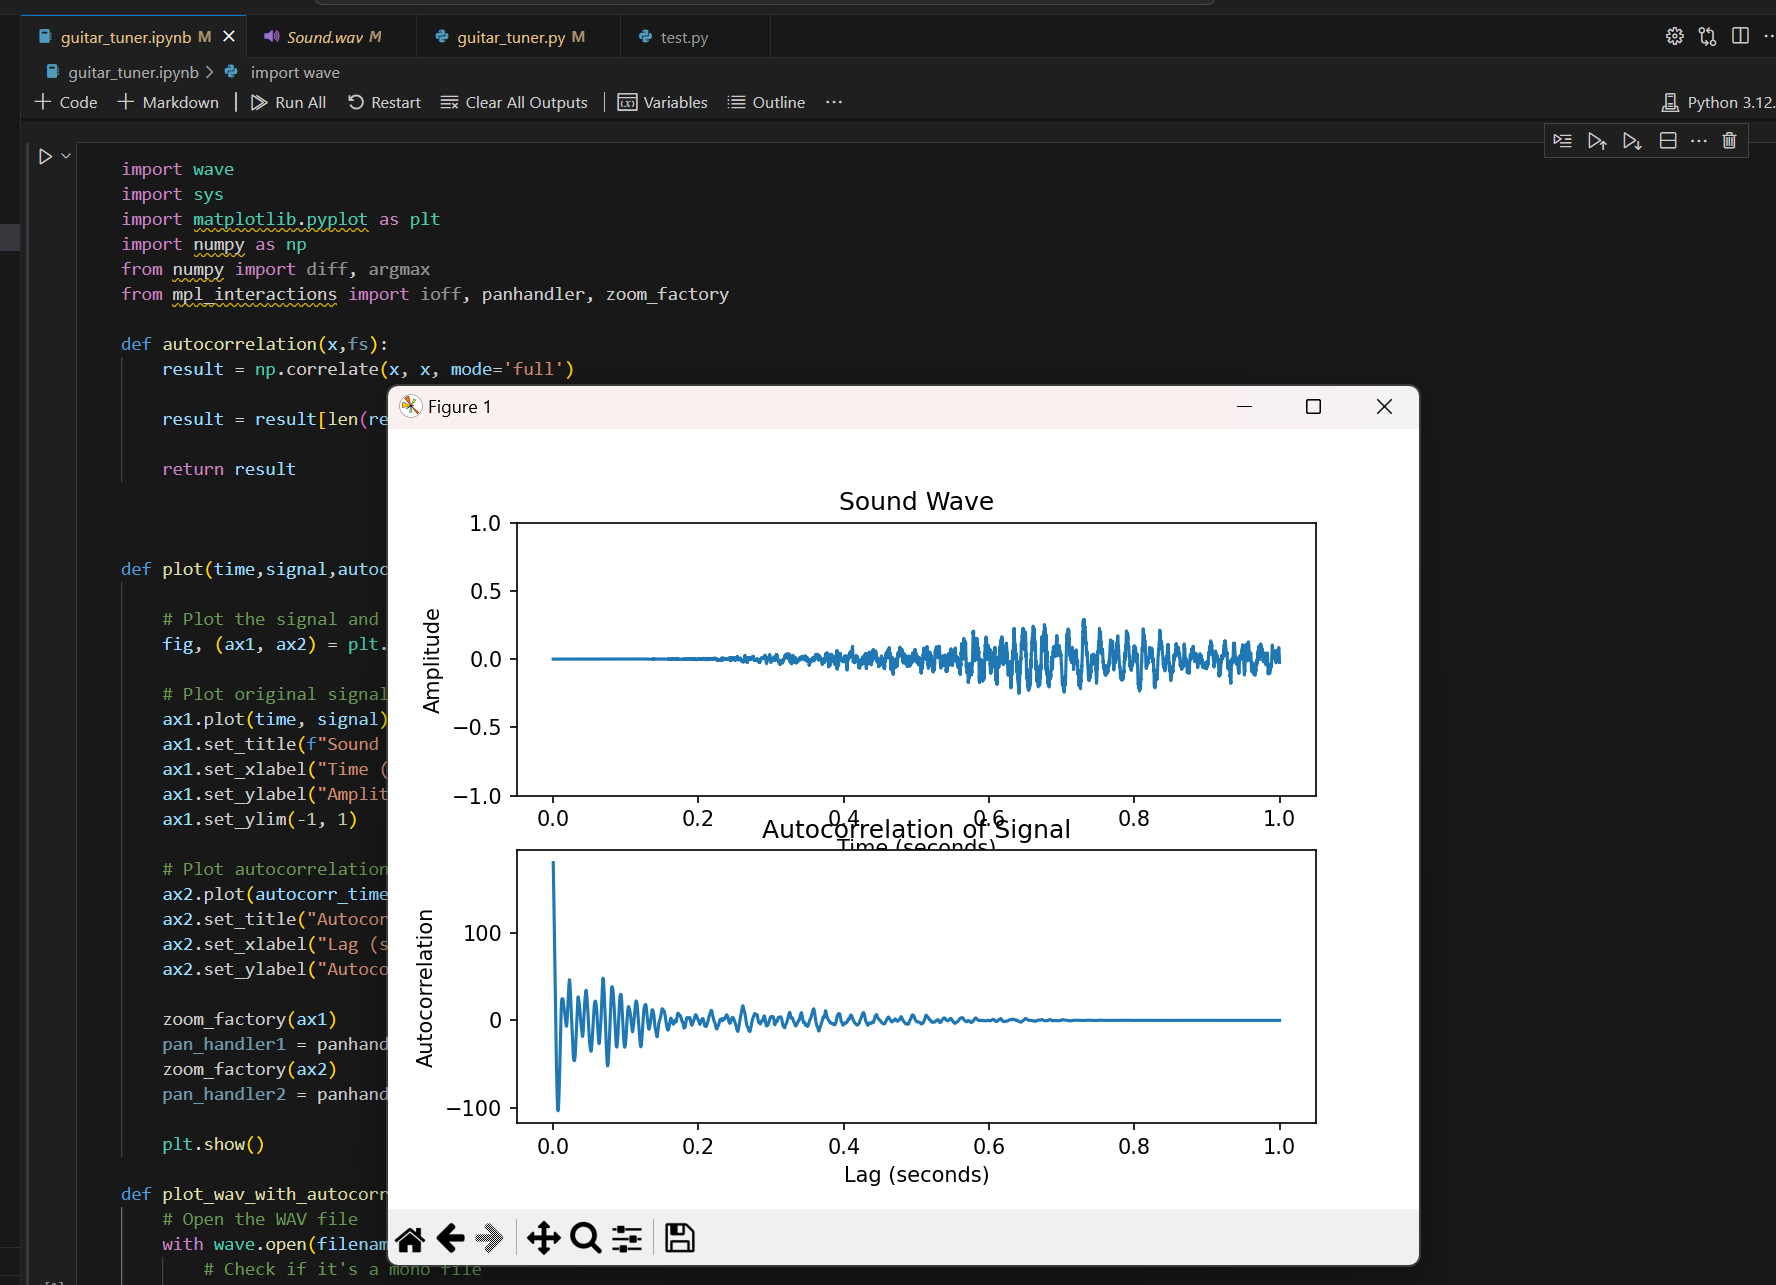 guitar_tuner.ipynb M
Sound.wav M
guitar_tuner.py M
test.py
guitar_tuner.ipynb > import wave
+ Code + Markdown Run All Restart Clear All Outputs Variables Outline ...
Python 3.12.
import wave
import sys
import matplotlib.pyplot as plt
import numpy as np
from numpy import diff, argmax
from mpl_interactions import ioff, panhandler, zoom_factory
def autocorrelation(x,fs):
result = np.correlate(x, x, mode='full')
result = result[len(re
return result
def plot(time,signal,autoc
# Plot the signal and
fig, (ax1, ax2) = plt.
# Plot original signal
ax1.plot(time, signal)
ax1.set_title(f"Sound
ax1.set_xlabel("Time (
ax1.set_ylabel("Amplit
ax1.set_ylim(-1, 1)
# Plot autocorrelation
ax2.plot(autocorr_time
ax2.set_title("Autocor
ax2.set_xlabel("Lag (s
ax2.set_ylabel("Autoco
zoom_factory(ax1)
pan_handler1 = panhand
zoom_factory(ax2)
pan_handler2 = panhand
plt.show()
def plot_wav_with_autocorr
# Open the WAV file
with wave.open(filenam
# Check if it's a mono file
Figure 1
Sound Wave
Amplitude
1.0
0.5
0.0
−0.5
−1.0
0.0 0.2 0.4 0.6 0.8 1.0
Time (seconds)
Autocorrelation of Signal
Autocorrelation
100
0
−100
0.0 0.2 0.4 0.6 0.8 1.0
Lag (seconds)